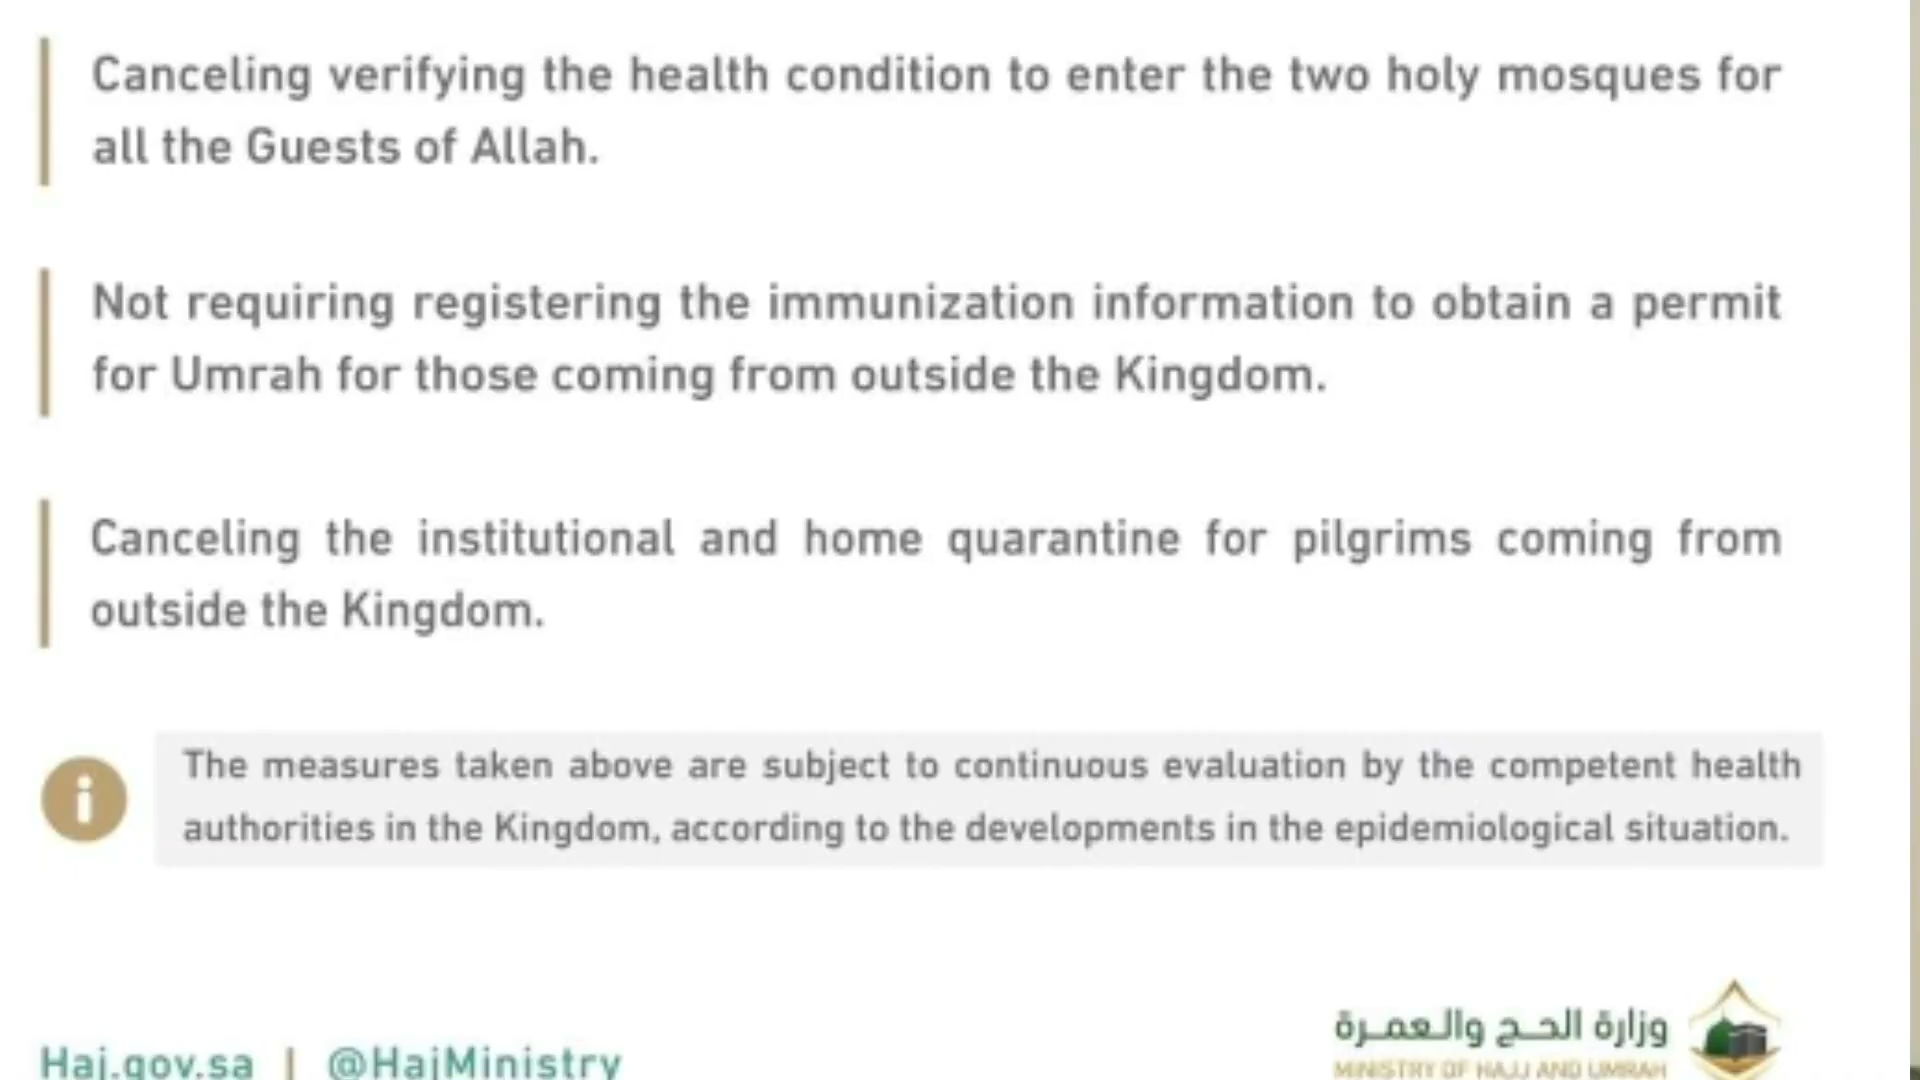 Canceling verifying the health condition to enter the two holy mosques for
all the Guests of Allah.
Not requiring registering the immunization information to obtain a permit
for Umrah for those coming from outside the Kingdom.
Canceling the institutional and home quarantine for pilgrims coming from
outside the Kingdom.
i
The measures taken above are subject to continuous evaluation by the competent health
authorities in the Kingdom, according to the developments in the epidemiological situation.
Haj.gov.sa | @HajMinistry
وزارة الحـج والعمـرة
MINISTRY OF HAJJ AND UMRAH